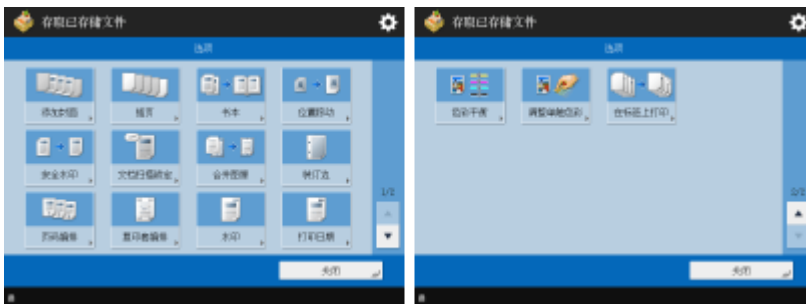 存取已存储文件
选项
添加封面
插页
书本
位置移动
安全水印
文档扫描锁定
合并图像
装订边
页码编排
复印套编排
水印
打印日期
1/2
关闭
存取已存储文件
选项
色彩平衡
调整单触色彩
在标签上打印
2/2
关闭